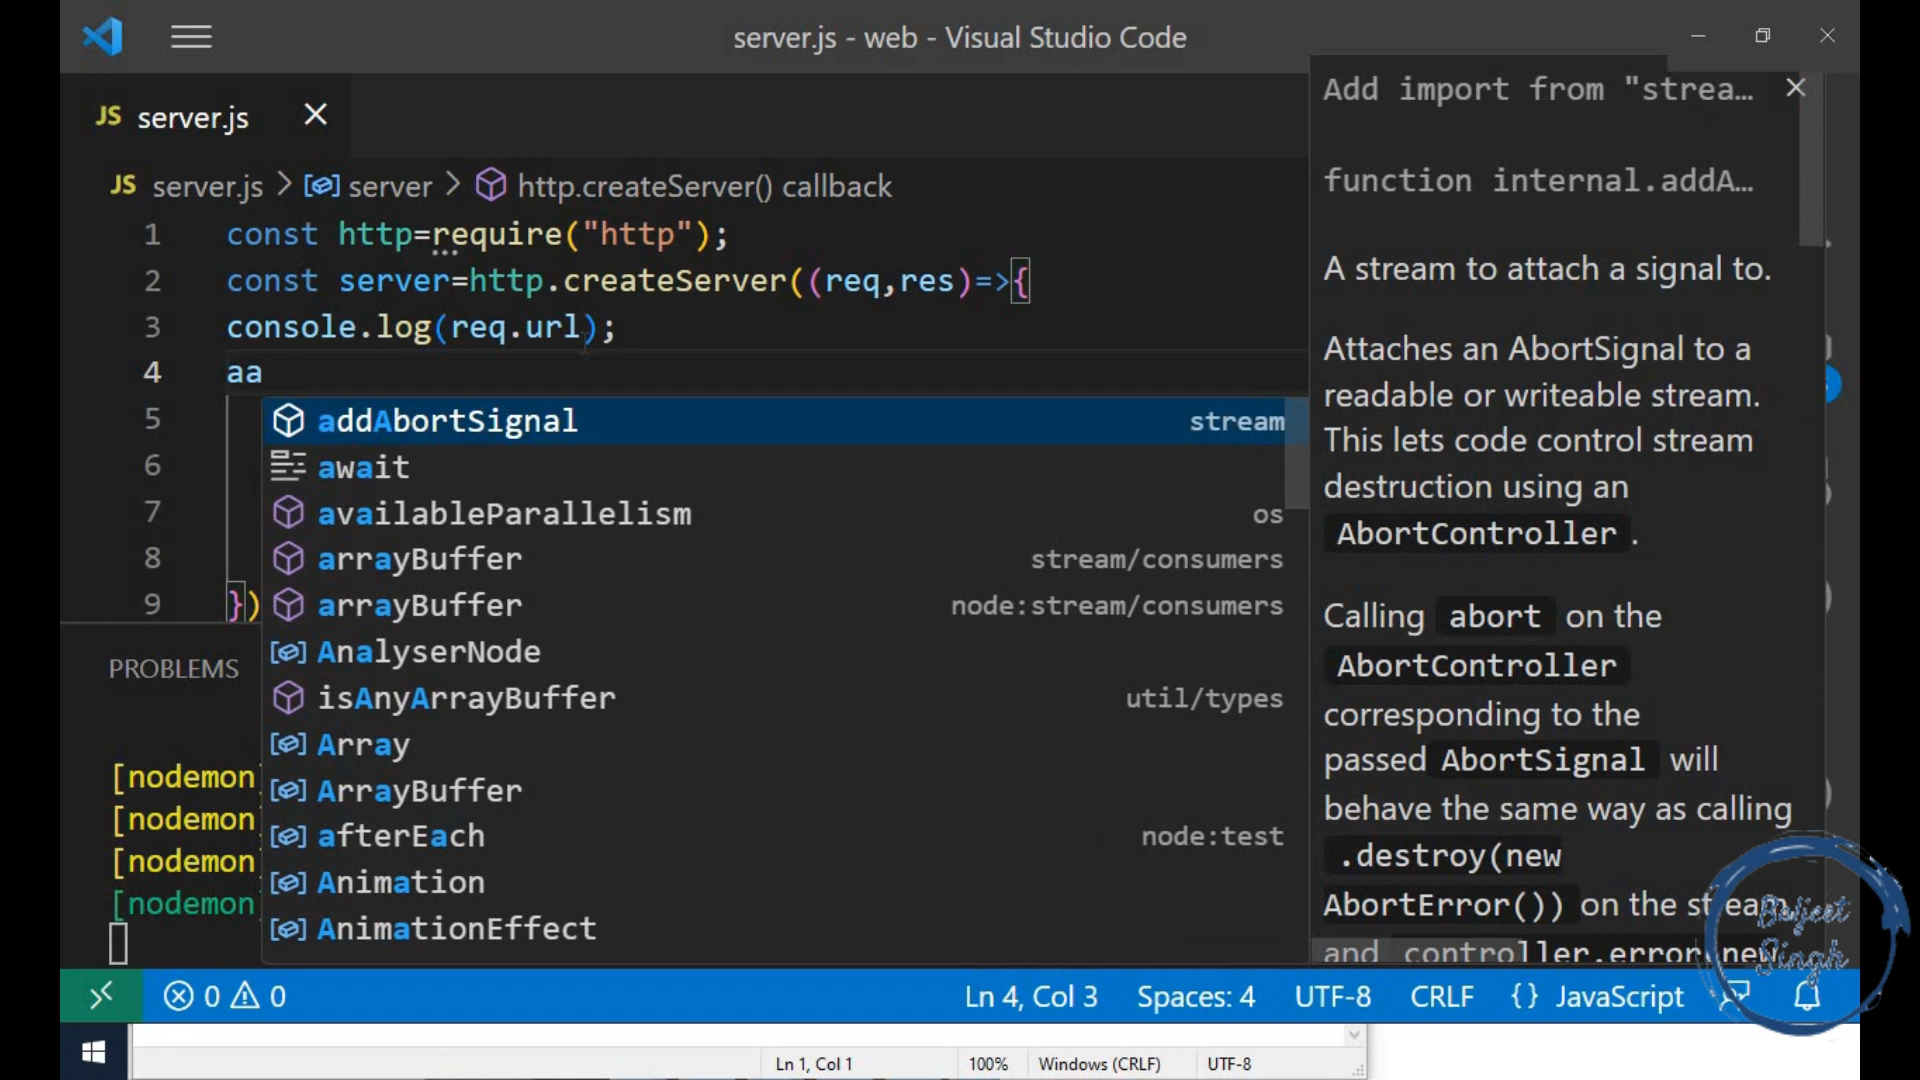 server.js - web - Visual Studio Code
JS server.js
JS server.js > server > http.createServer() callback
1 const http=require("http");
2 const server=http.createServer((req,res)=>{
3 console.log(req.url);
4 aa
5
6
7
8
9 })
addAbortSignal stream
await
availableParallelism os
arrayBuffer stream/consumers
arrayBuffer node:stream/consumers
AnalyserNode
isAnyArrayBuffer util/types
Array
ArrayBuffer
afterEach node:test
Animation
AnimationEffect
Add import from "strea…
function internal.addA…
A stream to attach a signal to.
Attaches an AbortSignal to a
readable or writeable stream.
This lets code control stream
destruction using an
AbortController .
Calling abort on the
AbortController
corresponding to the
passed AbortSignal will
behave the same way as calling
.destroy(new
AbortError()) on the stream,
and controller.error(new
PROBLEMS
[nodemon]
[nodemon
[nodemon
[nodemon
Baljeet
Singh
0 0
Ln 4, Col 3 Spaces: 4 UTF-8 CRLF {} JavaScript
Ln 1, Col 1 100% Windows (CRLF) UTF-8